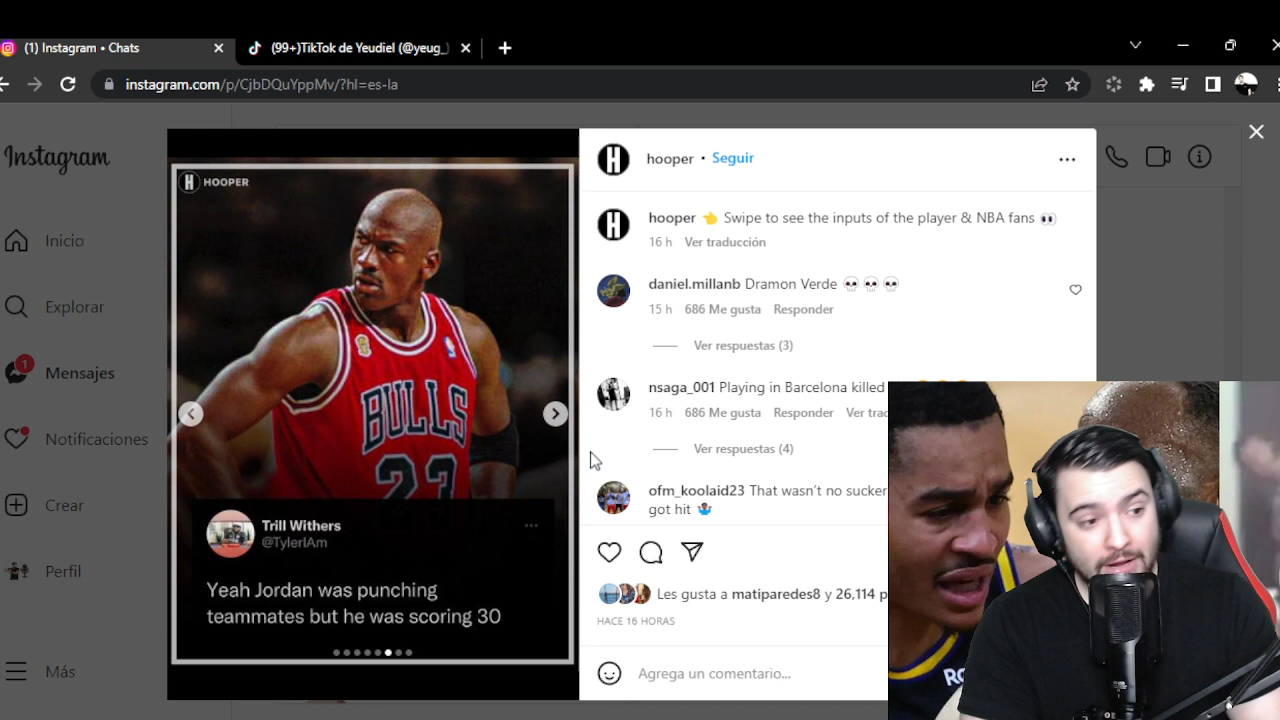 (1) Instagram • Chats
(99+)TikTok de Yeudiel (@yeug_)
instagram.com/p/CjbDQuYppMv/?hl=es-la
Instagram
Inicio
Explorar
1
Mensajes
Notificaciones
Crear
Perfil
Más
H HOOPER
BULLS
23
Trill Withers
@TylerIAm
Yeah Jordan was punching
teammates but he was scoring 30
H
hooper • Seguir
H
hooper 👈 Swipe to see the inputs of the player & NBA fans 👀
16 h Ver traducción
daniel.millanb Dramon Verde 💀 💀 💀
15 h 686 Me gusta Responder
Ver respuestas (3)
nsaga_001 Playing in Barcelona killed
16 h 686 Me gusta Responder Ver trad
Ver respuestas (4)
ofm_koolaid23 That wasn't no sucker
got hit 🤷
Les gusta a matiparedes8 y 26,114 p
HACE 16 HORAS
Agrega un comentario...